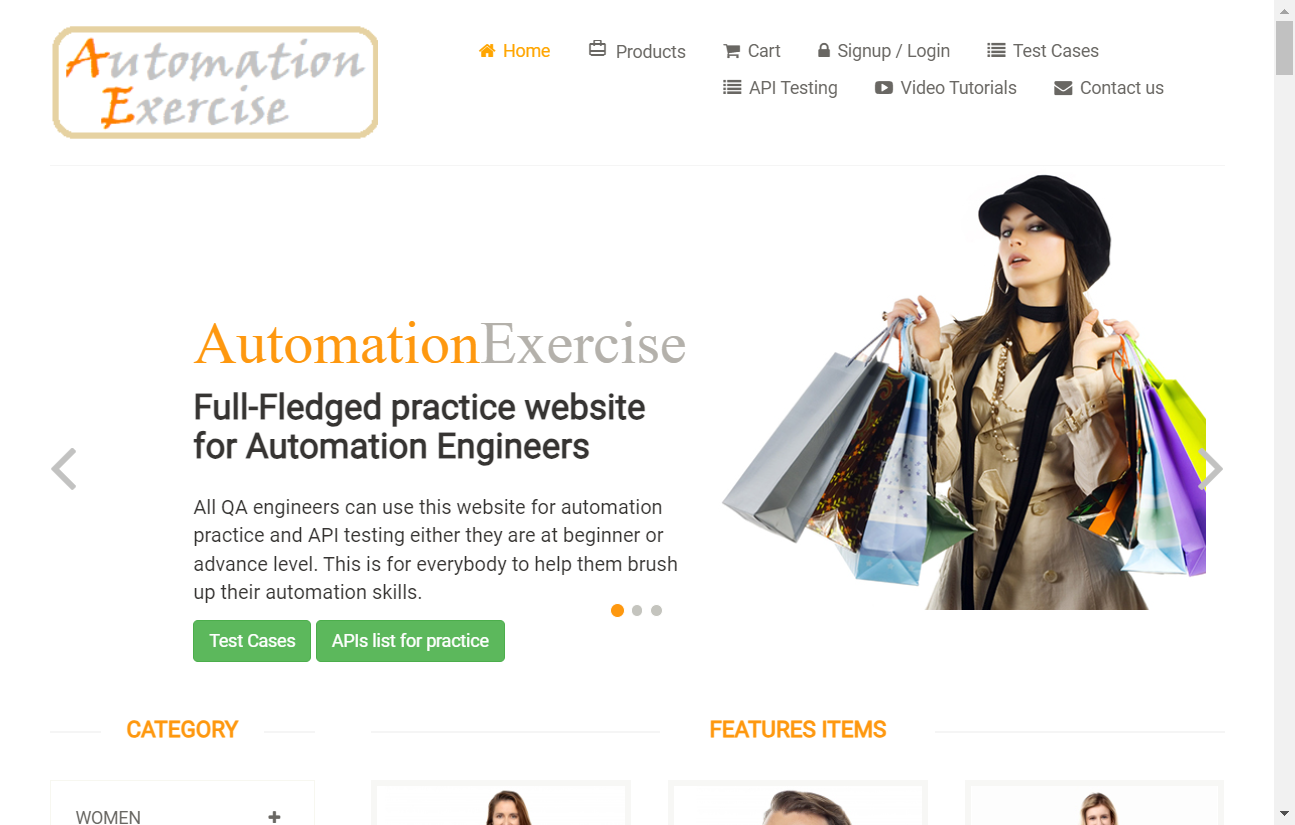 Automation
Exercise
Home
Products
Cart
Signup / Login
Test Cases
API Testing
Video Tutorials
Contact us
AutomationExercise
Full-Fledged practice website
for Automation Engineers
All QA engineers can use this website for automation
practice and API testing either they are at beginner or
advance level. This is for everybody to help them brush
up their automation skills.
Test Cases
APIs list for practice
CATEGORY
FEATURES ITEMS
WOMEN